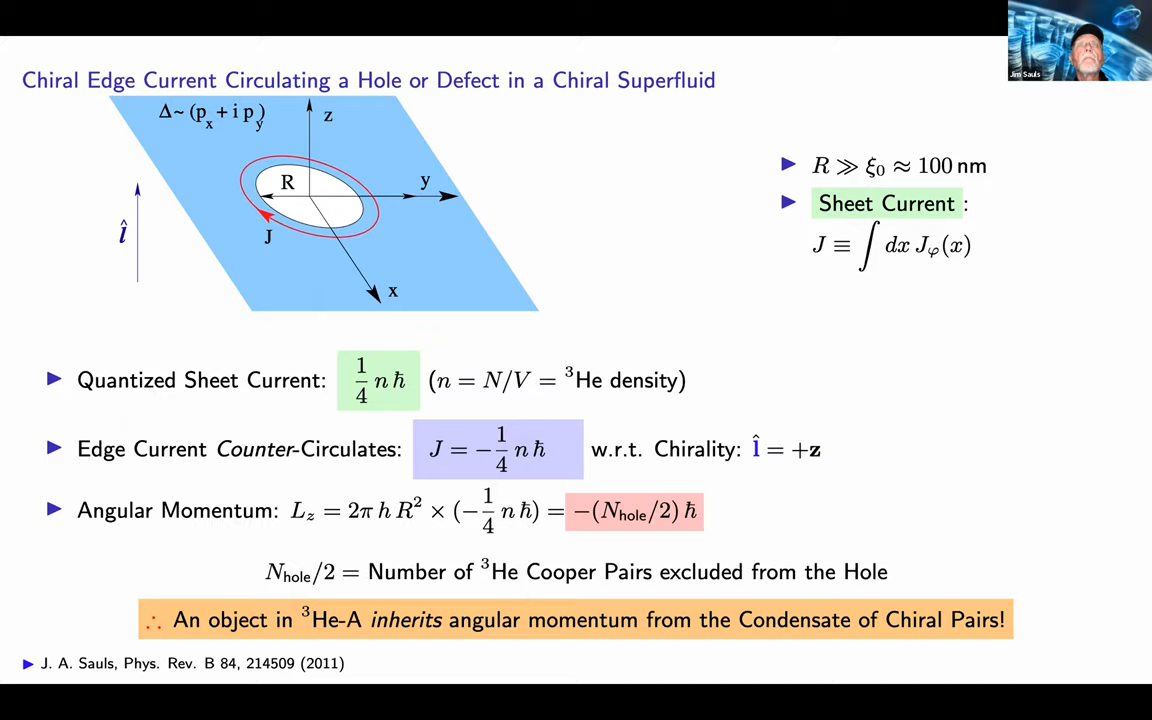 Jim Sauls
Chiral Edge Current Circulating a Hole or Defect in a Chiral Superfluid
Δ~ (p_x + i p_y)
z
R
y
J
x
l̂
▶ R ≫ ξ₀ ≈ 100 nm
▶ Sheet Current :
J ≡ ∫ dx J_φ(x)
▶ Quantized Sheet Current: 1/4 n ℏ (n = N/V = ³He density)
▶ Edge Current Counter-Circulates: J = −1/4 n ℏ w.r.t. Chirality: l̂ = +z
▶ Angular Momentum: L_z = 2π h R² × (−1/4 n ℏ) = −(N_hole/2) ℏ
N_hole/2 = Number of ³He Cooper Pairs excluded from the Hole
∴ An object in ³He-A inherits angular momentum from the Condensate of Chiral Pairs!
▶ J. A. Sauls, Phys. Rev. B 84, 214509 (2011)